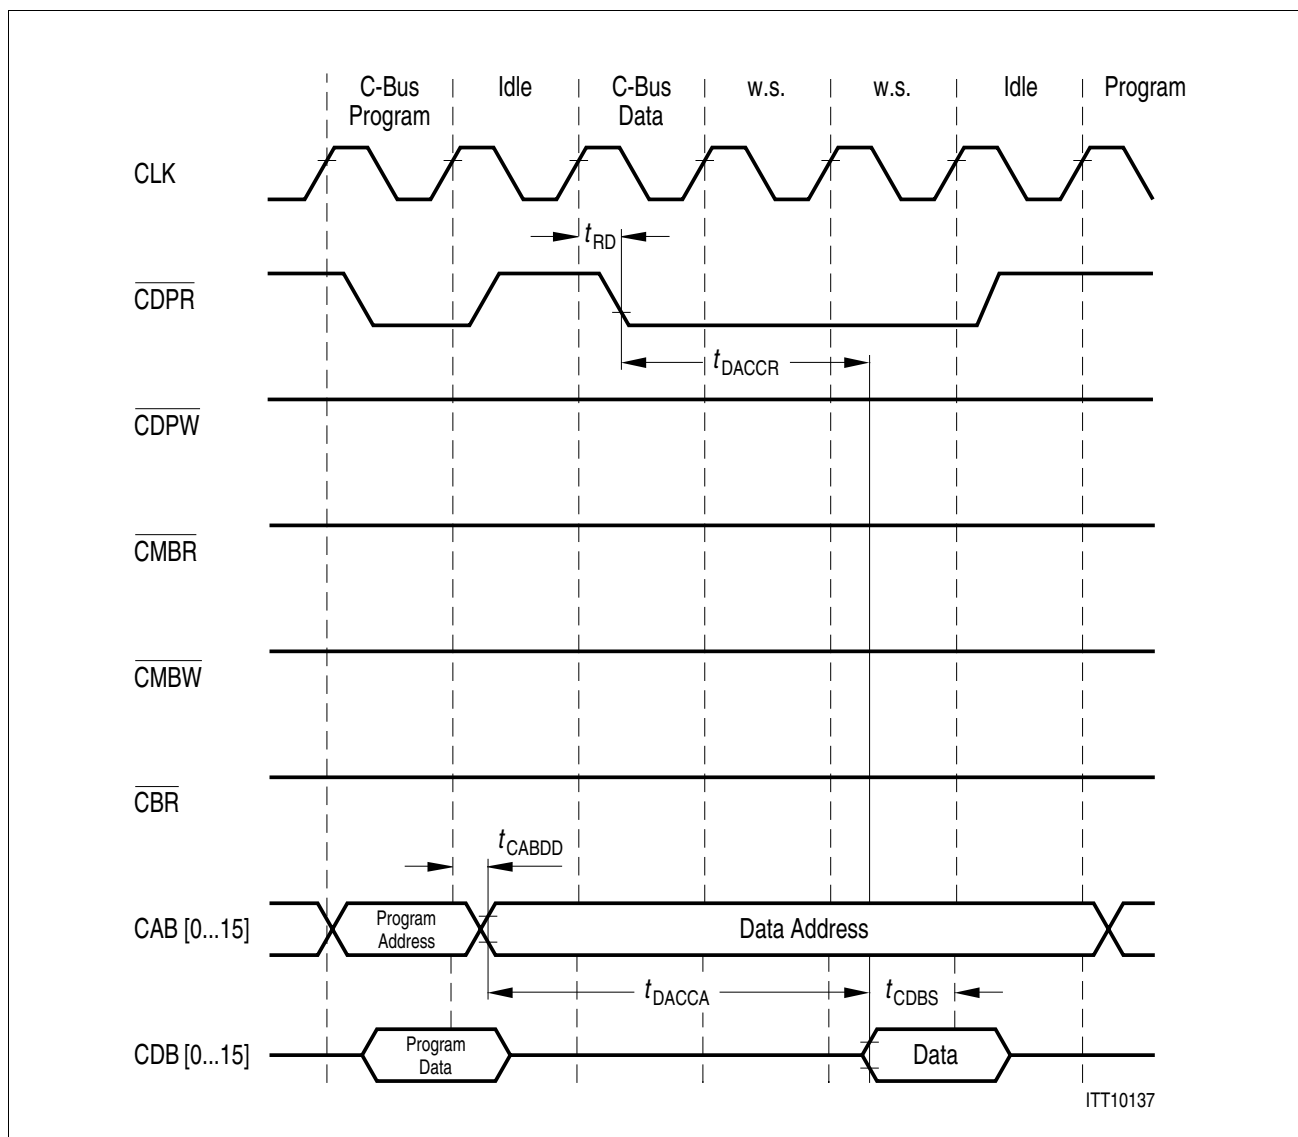 C-Bus Program Idle C-Bus Data w.s. w.s. Idle Program
CLK
tRD
CDPR
tDACCR
CDPW
CMBR
CMBW
CBR
tCABDD
CAB [0...15] Program Address Data Address
tDACCA tCDBS
CDB [0...15] Program Data Data
ITT10137